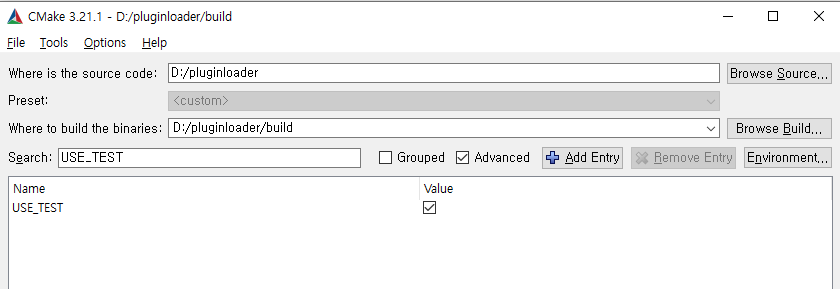 CMake 3.21.1 - D:/pluginloader/build
File Tools Options Help
Where is the source code: D:/pluginloader Browse Source...
Preset: <custom>
Where to build the binaries: D:/pluginloader/build Browse Build...
Search: USE_TEST Grouped Advanced Add Entry Remove Entry Environment...
Name Value
USE_TEST